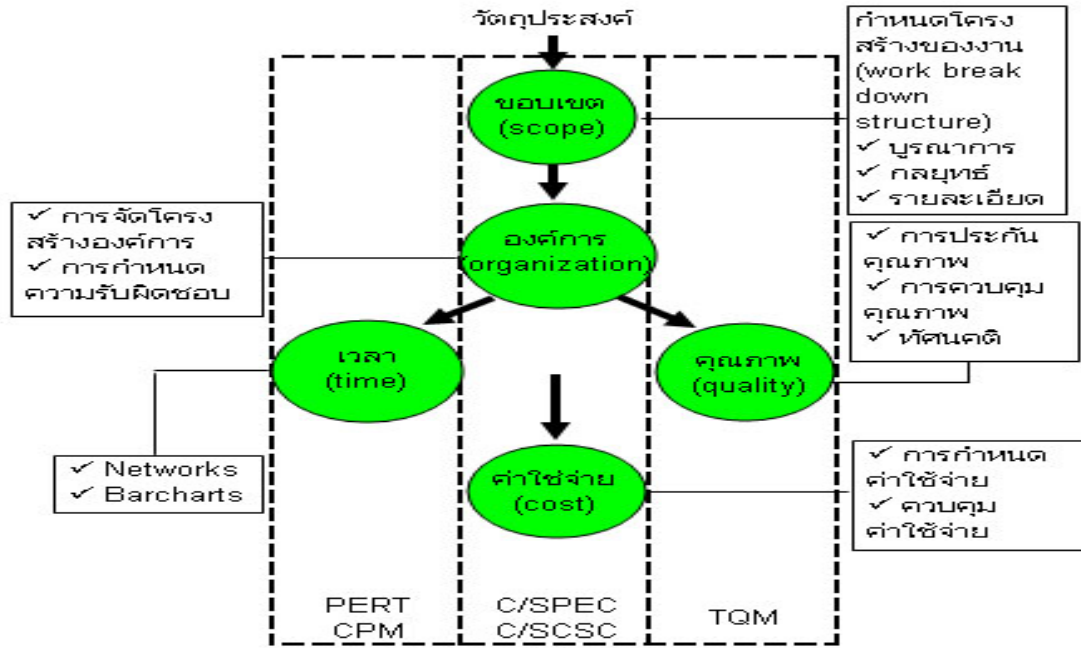 วัตถุประสงค์
ขอบเขต
(scope)
กำหนดโครง
สร้างของงาน
(work break
down
structure)
✓ บูรณาการ
✓ กลยุทธ์
✓ รายละเอียด
องค์การ
(organization)
✓ การจัดโครง
สร้างองค์การ
✓ การกำหนด
ความรับผิดชอบ
✓ การประกัน
คุณภาพ
✓ การควบคุม
คุณภาพ
✓ ทัศนคติ
เวลา
(time)
คุณภาพ
(quality)
✓ Networks
✓ Barcharts
ค่าใช้จ่าย
(cost)
✓ การกำหนด
ค่าใช้จ่าย
✓ ควบคุม
ค่าใช้จ่าย
PERT
CPM
C/SPEC
C/SCSC
TQM